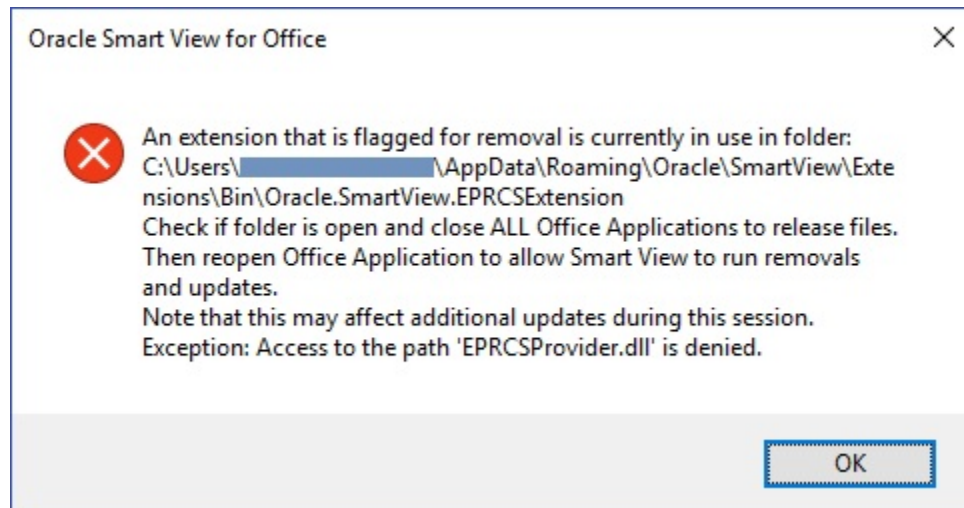 Oracle Smart View for Office
An extension that is flagged for removal is currently in use in folder:
C:\Users\ \AppData\Roaming\Oracle\SmartView\Exte
nsions\Bin\Oracle.SmartView.EPRCSExtension
Check if folder is open and close ALL Office Applications to release files.
Then reopen Office Application to allow Smart View to run removals
and updates.
Note that this may affect additional updates during this session.
Exception: Access to the path 'EPRCSProvider.dll' is denied.
OK